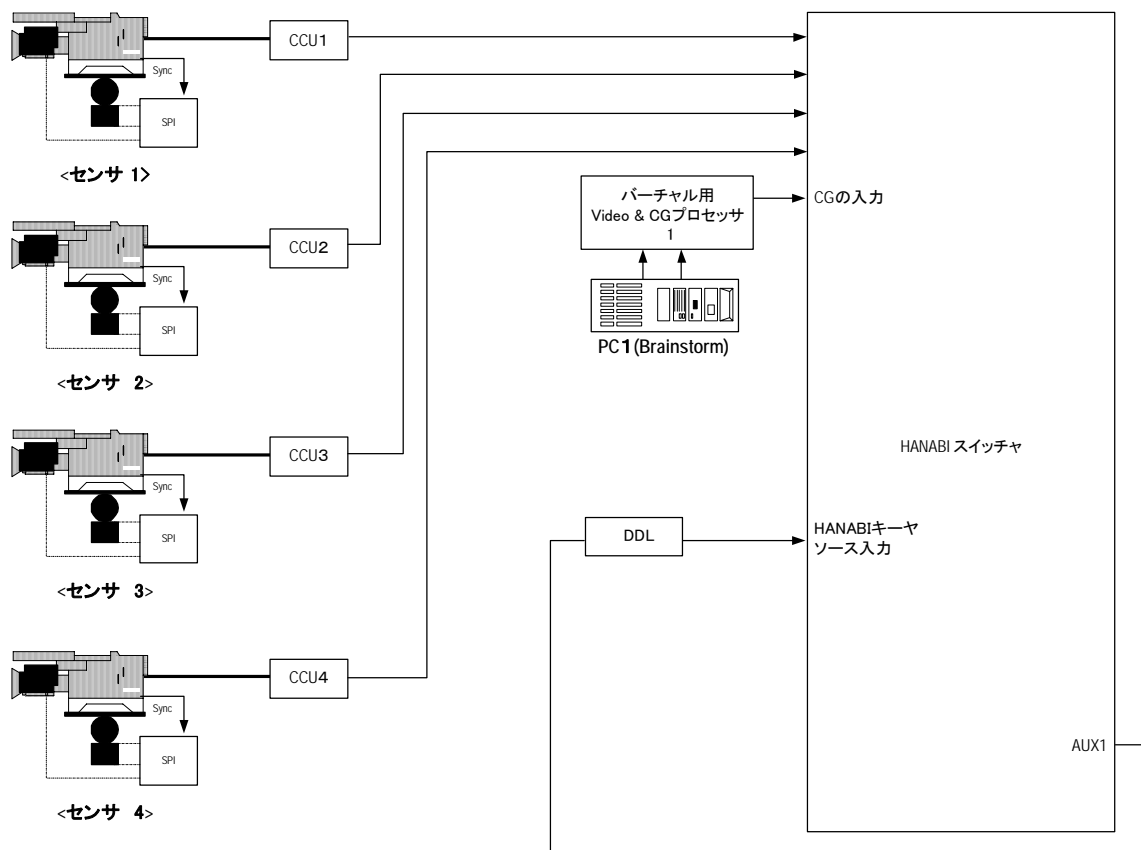 CCU1
Sync
SPI
<センサ 1>
CCU2
Sync
SPI
<センサ 2>
CCU3
Sync
SPI
<センサ 3>
CCU4
Sync
SPI
<センサ 4>
バーチャル用
Video & CGプロセッサ
1
PC1(Brainstorm)
DDL
CGの入力
HANABI スイッチャ
HANABIキーヤ
ソース入力
AUX1